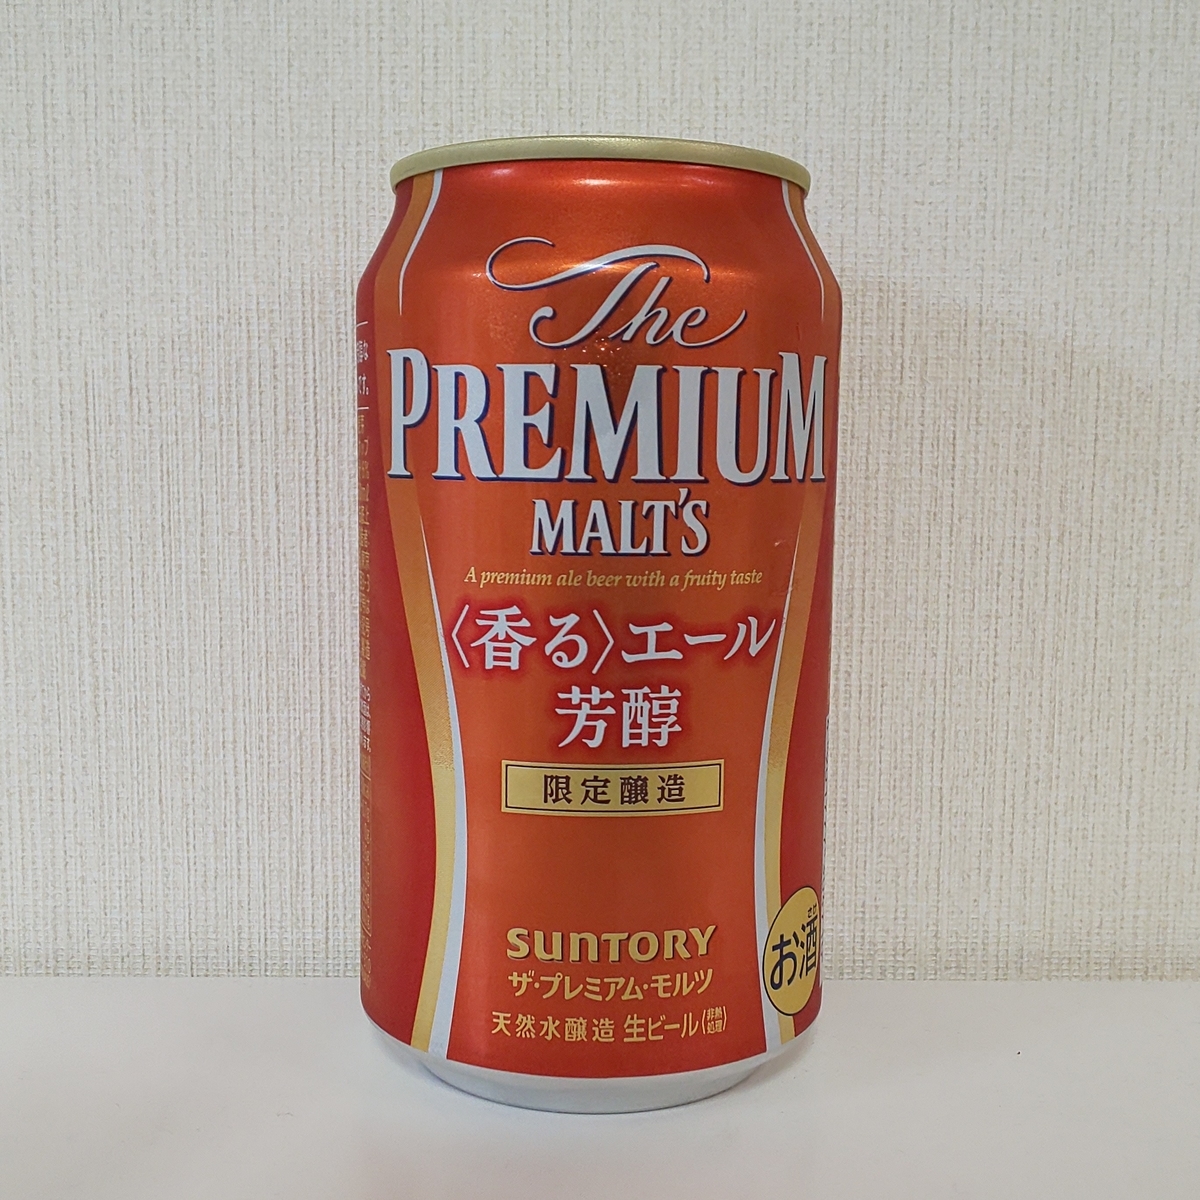 The
PREMIUM
MALT'S
A premium ale beer with a fruity taste
〈香る〉エール
芳醇
限定醸造
SUNTORY
ザ・プレミアム・モルツ
天然水醸造 生ビール(非熱処理)
さけ
お酒